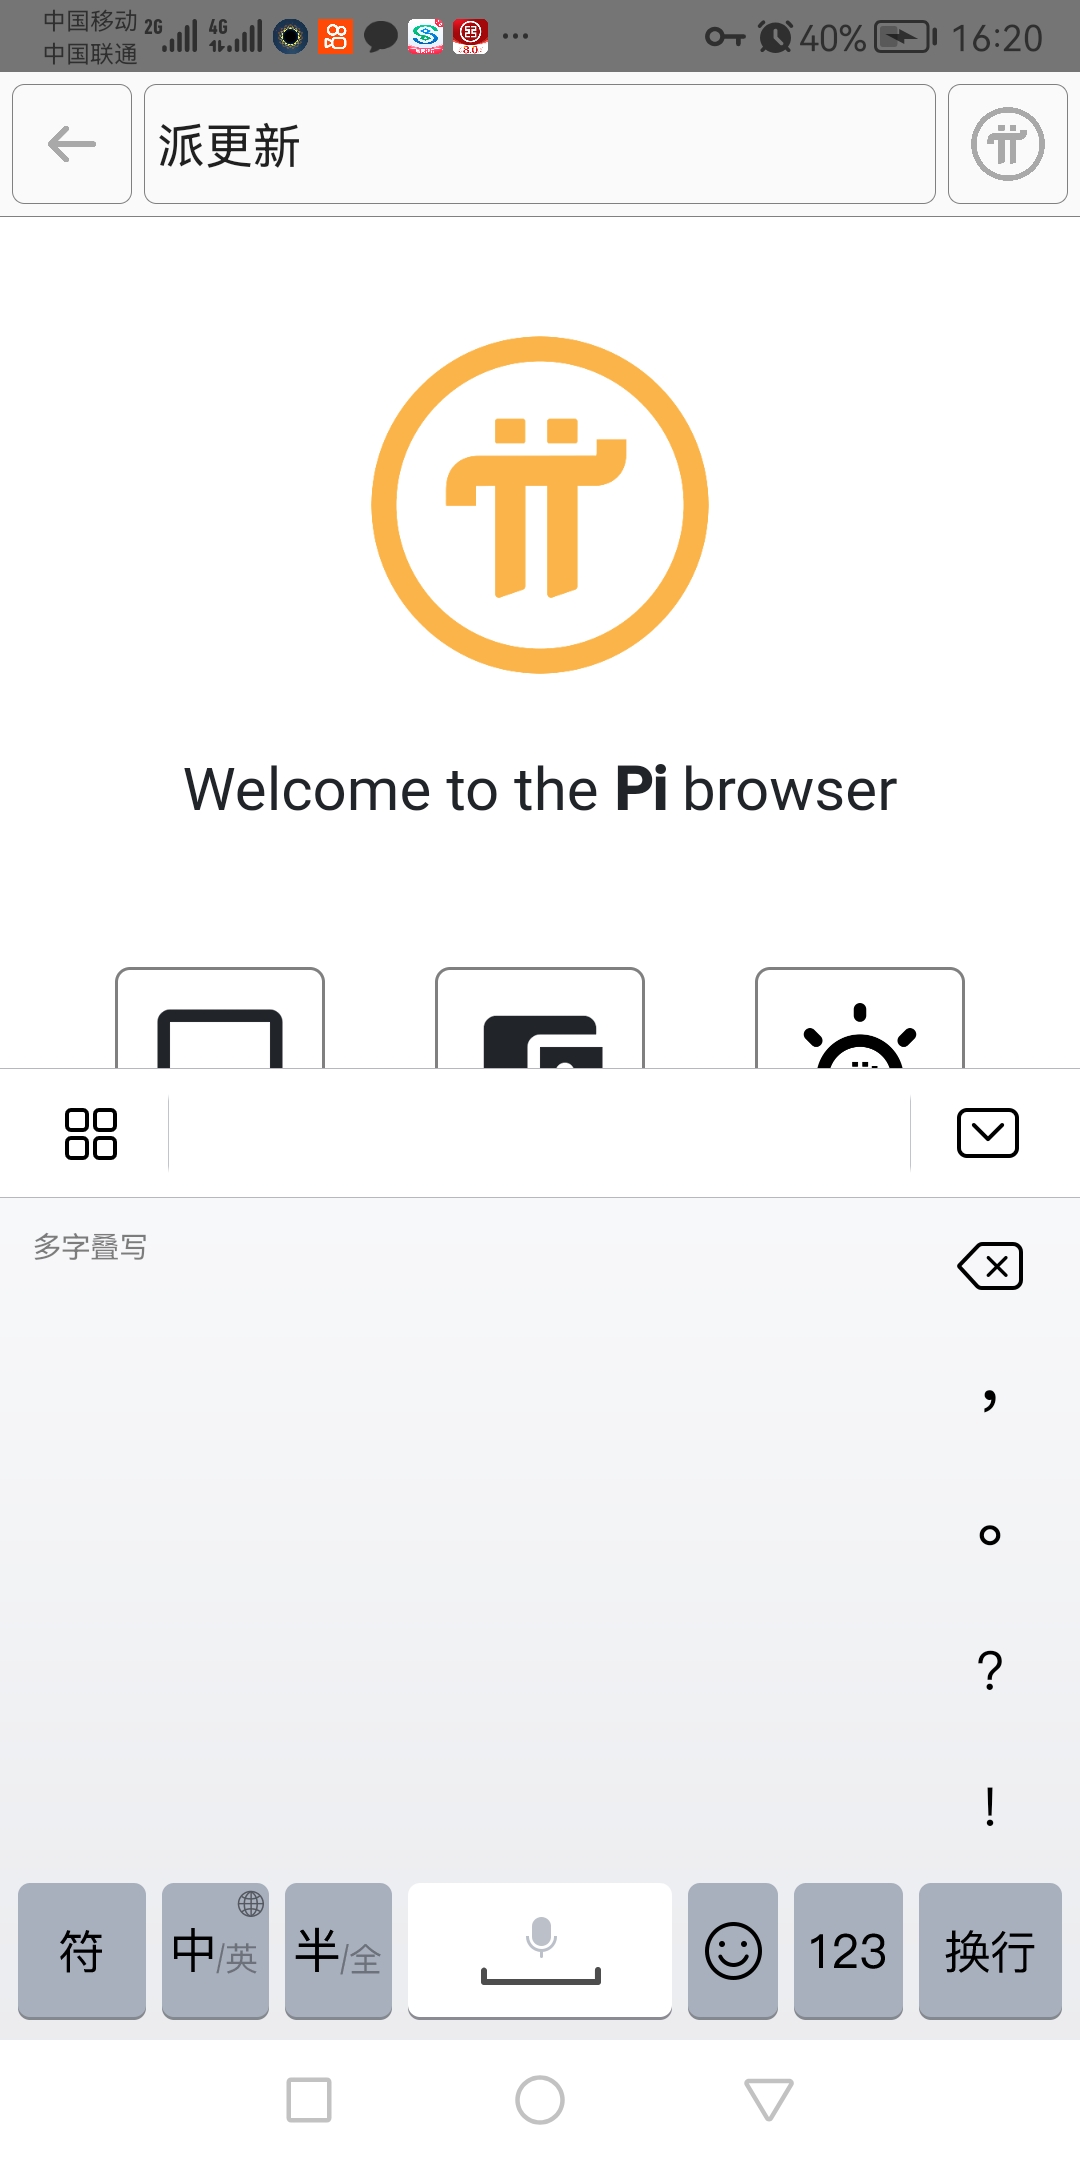 中国移动 2G 4G 40% 16:20
中国联通
派更新
Welcome to the Pi browser
多字叠写
，
。
?
!
符 中/英 半/全 123 换行